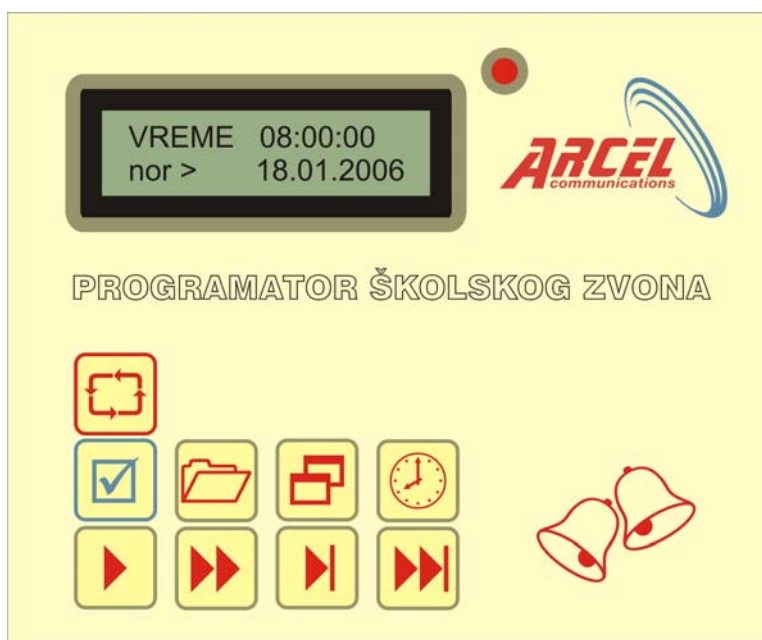 VREME 08:00:00
nor > 18.01.2006
ARCEL
communications
PROGRAMATOR ŠKOLSKOG ZVONA